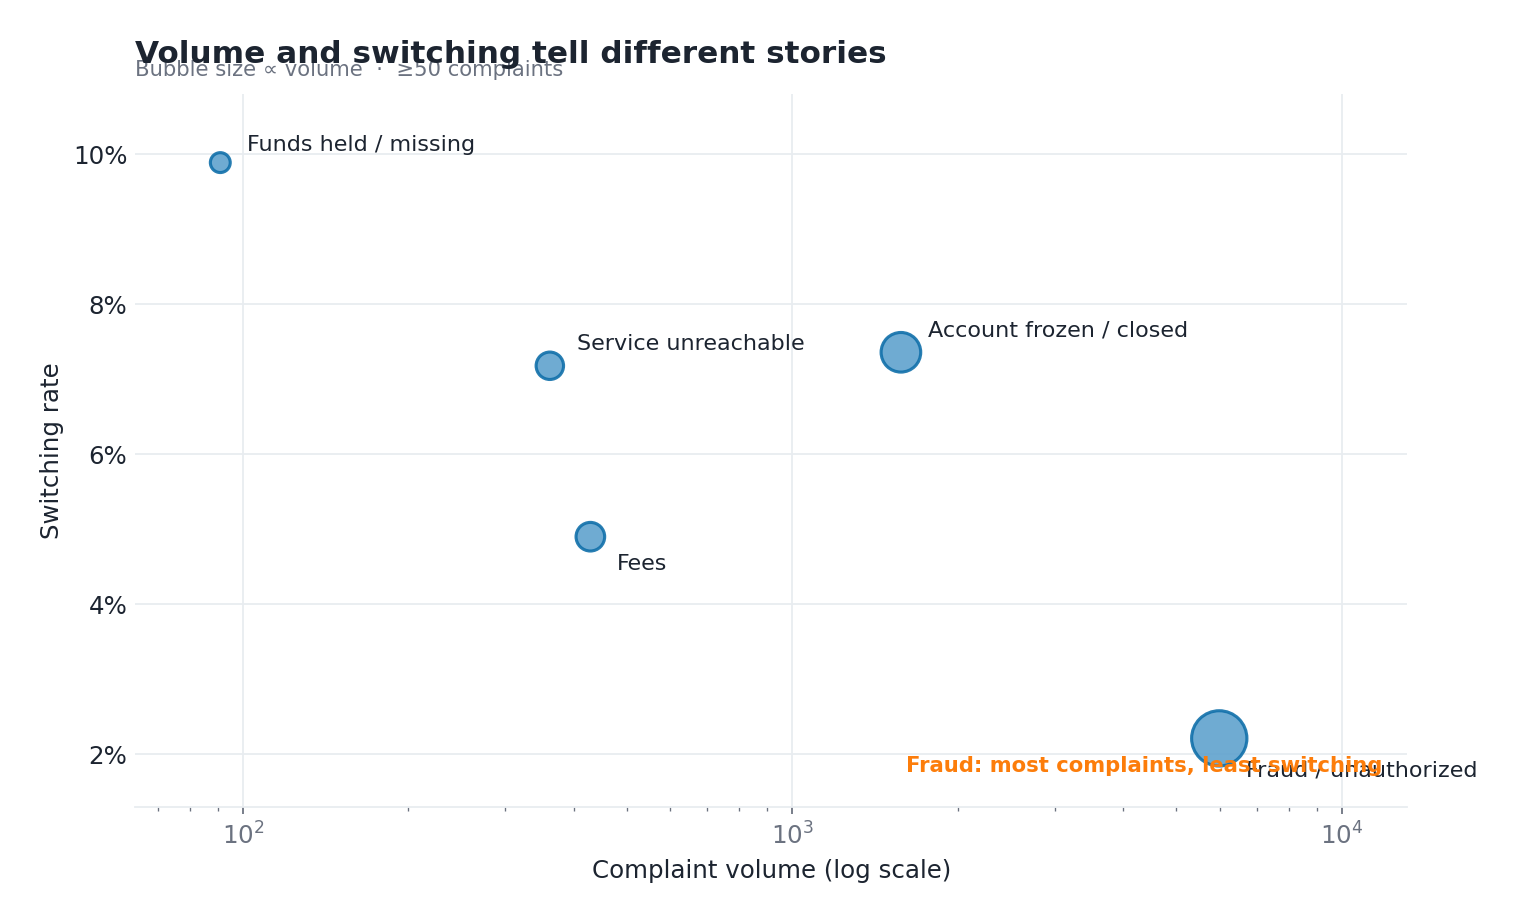 Volume and switching tell different stories
Bubble size ∝ volume · ≥50 complaints
Funds held / missing
10%
Account frozen / closed
Service unreachable
8%
6%
Fees
4%
2%
Fraud: most complaints, least switching
Fraud / unauthorized
Switching rate
10²
10³
10⁴
Complaint volume (log scale)